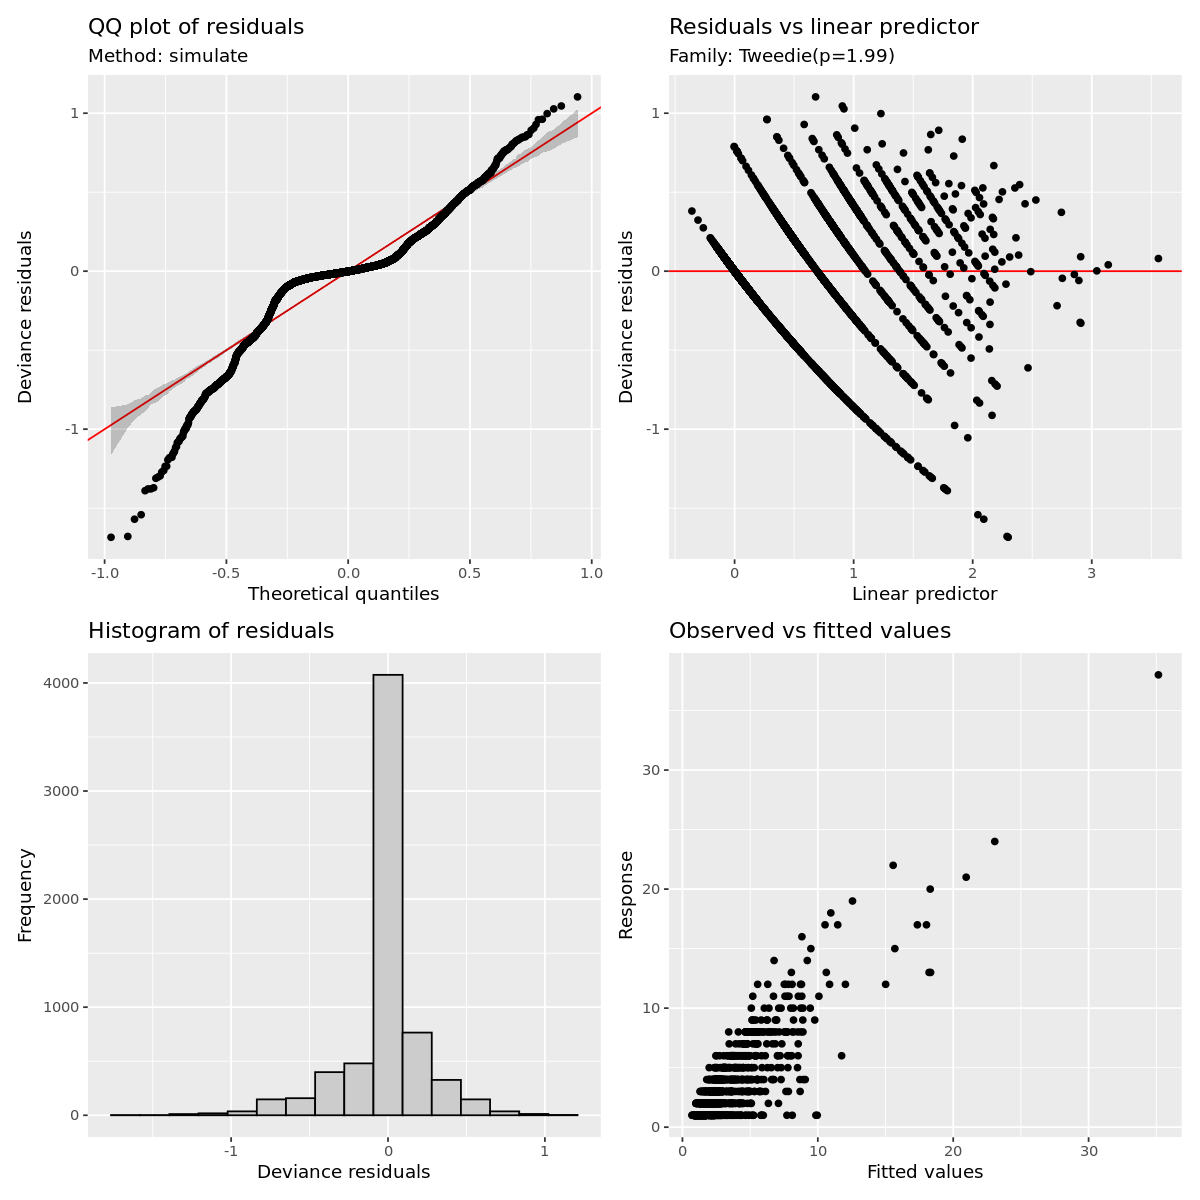 QQ plot of residuals
Method: simulate
Deviance residuals
1
0
-1
-1.0 -0.5 0.0 0.5 1.0
Theoretical quantiles
Residuals vs linear predictor
Family: Tweedie(p=1.99)
Deviance residuals
1
0
-1
0 1 2 3
Linear predictor
Histogram of residuals
Frequency
4000
3000
2000
1000
0
-1 0 1
Deviance residuals
Observed vs fitted values
Response
30
20
10
0
0 10 20 30
Fitted values